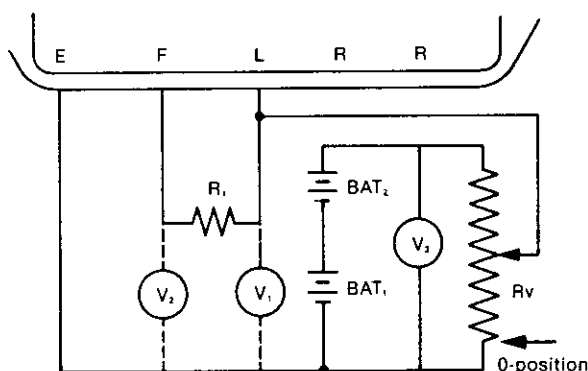 E F L R R
R₁
BAT₂
V₃
V₂
V₁
BAT₁
Rv
0-position